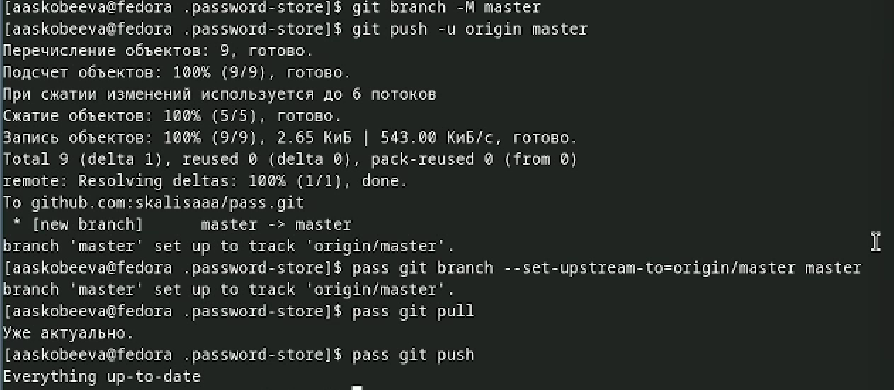 [aaskobeeva@fedora .password-store]$ git branch -M master
[aaskobeeva@fedora .password-store]$ git push -u origin master
Перечисление объектов: 9, готово.
Подсчет объектов: 100% (9/9), готово.
При сжатии изменений используется до 6 потоков
Сжатие объектов: 100% (5/5), готово.
Запись объектов: 100% (9/9), 2.65 КиБ | 543.00 КиБ/с, готово.
Total 9 (delta 1), reused 0 (delta 0), pack-reused 0 (from 0)
remote: Resolving deltas: 100% (1/1), done.
To github.com:skalisaaa/pass.git
 * [new branch]      master -> master
branch 'master' set up to track 'origin/master'.
[aaskobeeva@fedora .password-store]$ pass git branch --set-upstream-to=origin/master master
branch 'master' set up to track 'origin/master'.
[aaskobeeva@fedora .password-store]$ pass git pull
Уже актуально.
[aaskobeeva@fedora .password-store]$ pass git push
Everything up-to-date